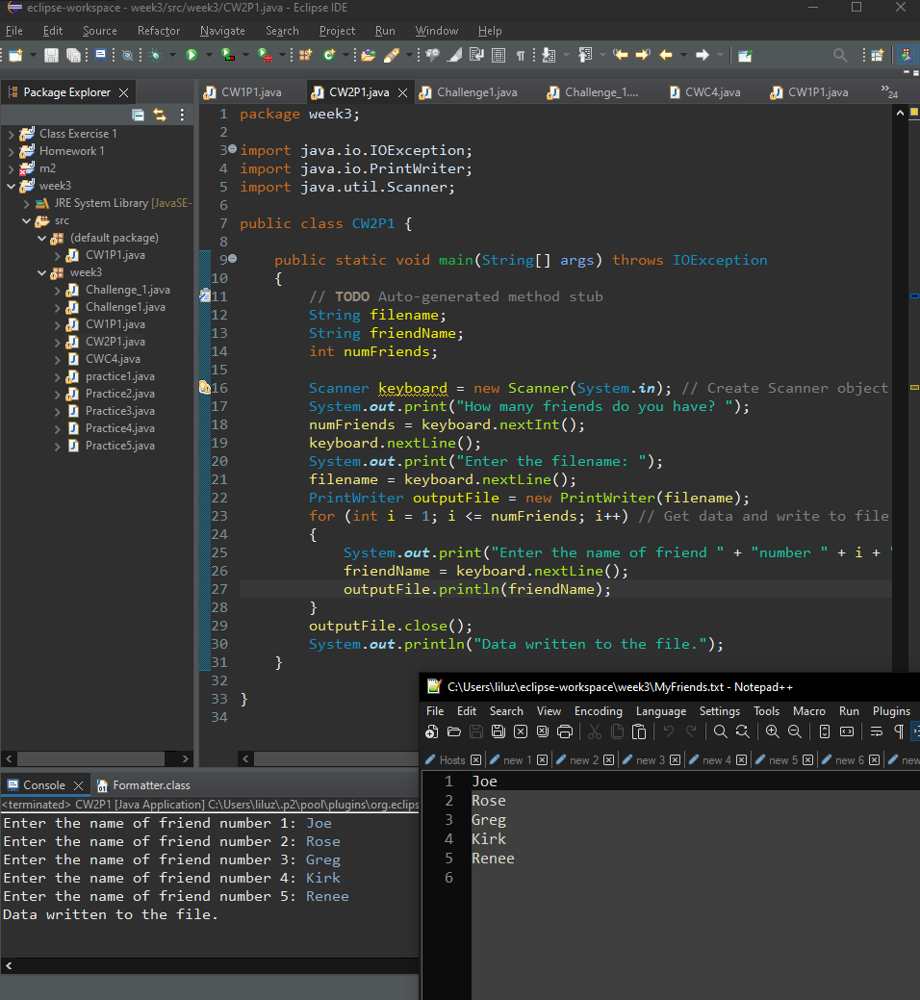 eclipse-workspace - week3/src/week3/CW2P1.java - Eclipse IDE
File Edit Source Refactor Navigate Search Project Run Window Help
Package Explorer
CW1P1.java CW2P1.java Challenge1.java Challenge_1.... CWC4.java CW1P1.java »24
Class Exercise 1
Homework 1
m2
week3
JRE System Library [JavaSE-
src
(default package)
CW1P1.java
week3
Challenge_1.java
Challenge1.java
CW1P1.java
CW2P1.java
CWC4.java
practice1.java
Practice2.java
Practice3.java
Practice4.java
Practice5.java
1 package week3;
2
3 import java.io.IOException;
4 import java.io.PrintWriter;
5 import java.util.Scanner;
6
7 public class CW2P1 {
8
9 public static void main(String[] args) throws IOException
10 {
11 // TODO Auto-generated method stub
12 String filename;
13 String friendName;
14 int numFriends;
15
16 Scanner keyboard = new Scanner(System.in); // Create Scanner object
17 System.out.print("How many friends do you have? ");
18 numFriends = keyboard.nextInt();
19 keyboard.nextLine();
20 System.out.print("Enter the filename: ");
21 filename = keyboard.nextLine();
22 PrintWriter outputFile = new PrintWriter(filename);
23 for (int i = 1; i <= numFriends; i++) // Get data and write to file
24 {
25 System.out.print("Enter the name of friend " + "number " + i + "
26 friendName = keyboard.nextLine();
27 outputFile.println(friendName);
28 }
29 outputFile.close();
30 System.out.println("Data written to the file.");
31 }
32
33 }
34
Console Formatter.class
<terminated> CW2P1 [Java Application] C:\Users\liluz\.p2\pool\plugins\org.eclips
Enter the name of friend number 1: Joe
Enter the name of friend number 2: Rose
Enter the name of friend number 3: Greg
Enter the name of friend number 4: Kirk
Enter the name of friend number 5: Renee
Data written to the file.
C:\Users\liluz\eclipse-workspace\week3\MyFriends.txt - Notepad++
File Edit Search View Encoding Language Settings Tools Macro Run Plugins
Hosts new 1 new 2 new 3 new 4 new 5 new 6 new
1 Joe
2 Rose
3 Greg
4 Kirk
5 Renee
6